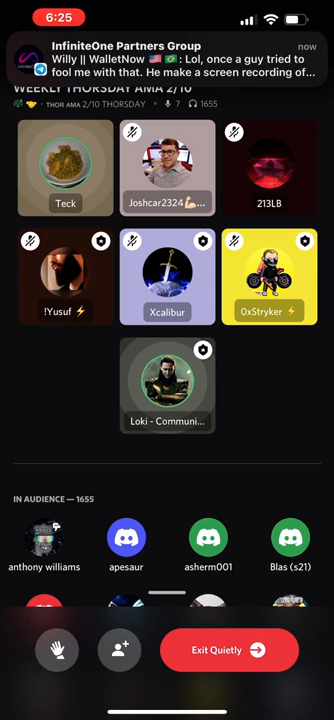 6:25
InfiniteOne Partners Group
now
Willy || WalletNow 🇺🇸 🇧🇷: Lol, once a guy tried to
fool me with that. He make a screen recording of...
WEEKLY THURSDAY AMA 2/10
THOR AMA 2/10 THORSDAY • 7 1655
Teck
Joshcar2324💪🏻...
213LB
!Yusuf ⚡
Xcalibur
0xStryker ⚡
Loki - Communi...
IN AUDIENCE — 1655
anthony williams
apesaur
asherm001
Blas (s21)
Exit Quietly